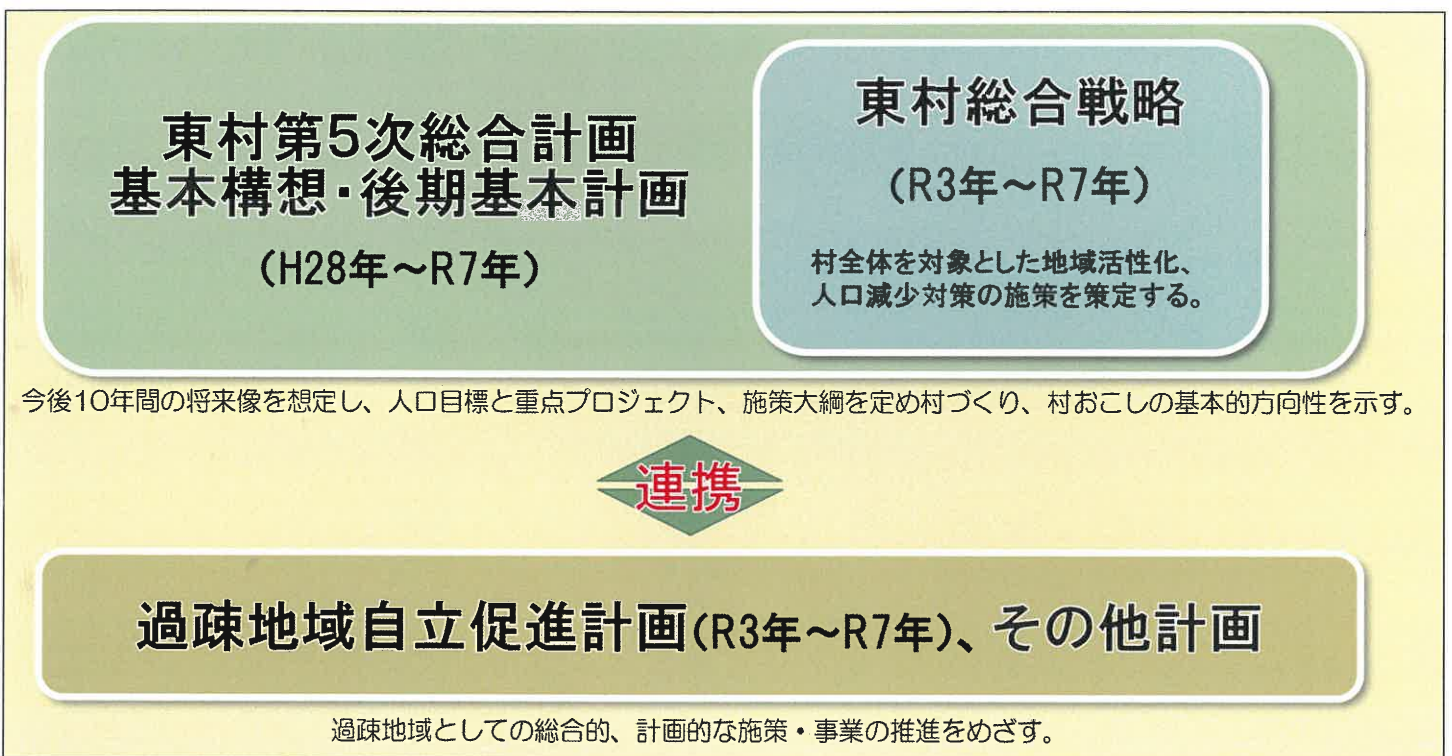 東村第5次総合計画
基本構想・後期基本計画
(H28年～R7年)
東村総合戦略
(R3年～R7年)
村全体を対象とした地域活性化、
人口減少対策の施策を策定する。
今後10年間の将来像を想定し、人口目標と重点プロジェクト、施策大綱を定め村づくり、村おこしの基本的方向性を示す。
連携
過疎地域自立促進計画(R3年～R7年)、その他計画
過疎地域としての総合的、計画的な施策・事業の推進をめざす。